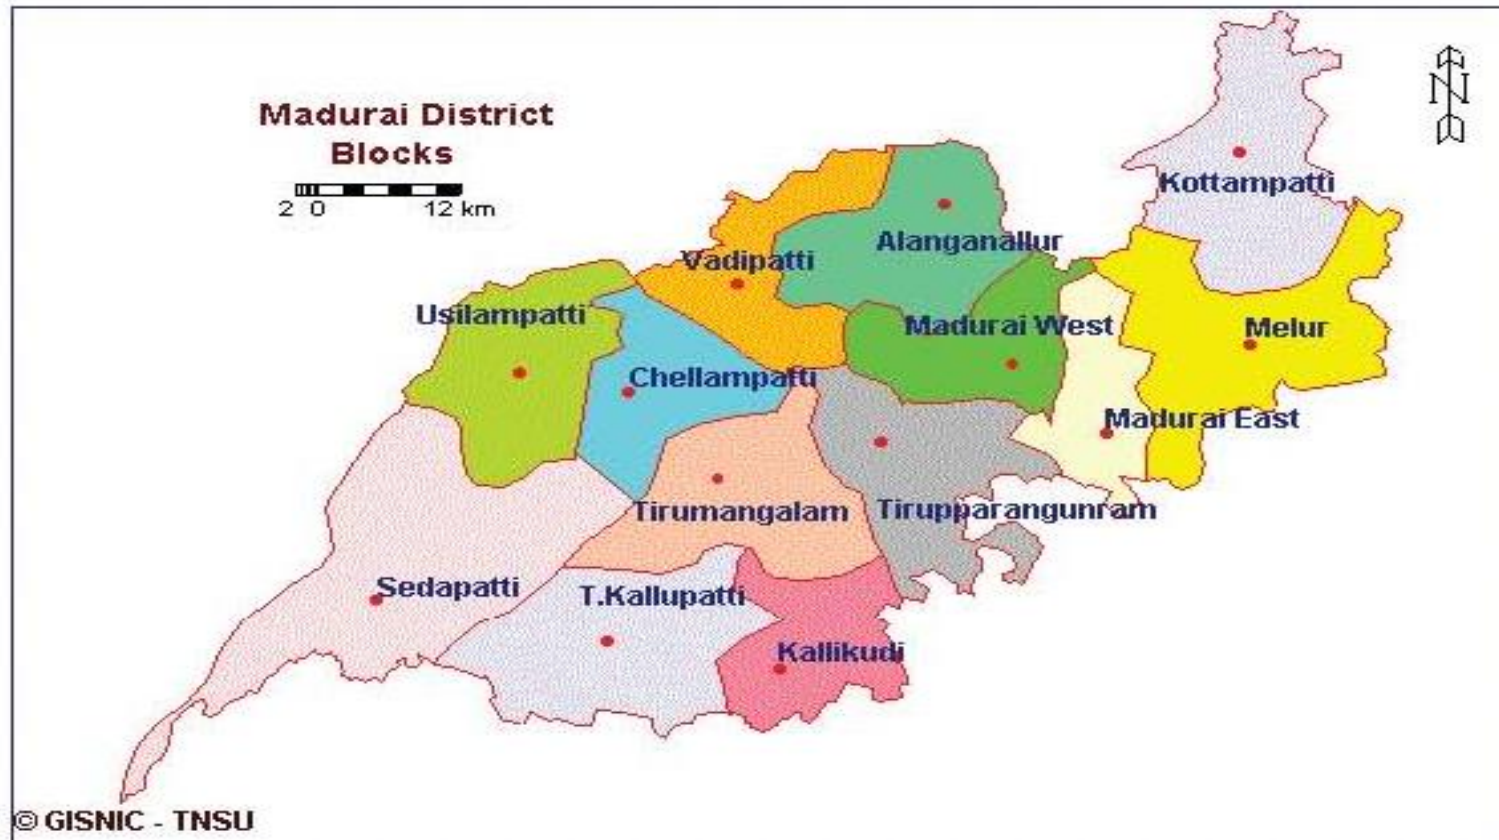 Madurai District
Blocks
2 0 12 km
N
Kottampatti
Alanganallur
Vadipatti
Usilampatti
Madurai West
Melur
Chellampatti
Madurai East
Tirumangalam
Tirupparangunram
Sedapatti
T.Kallupatti
Kallikudi
© GISNIC - TNSU